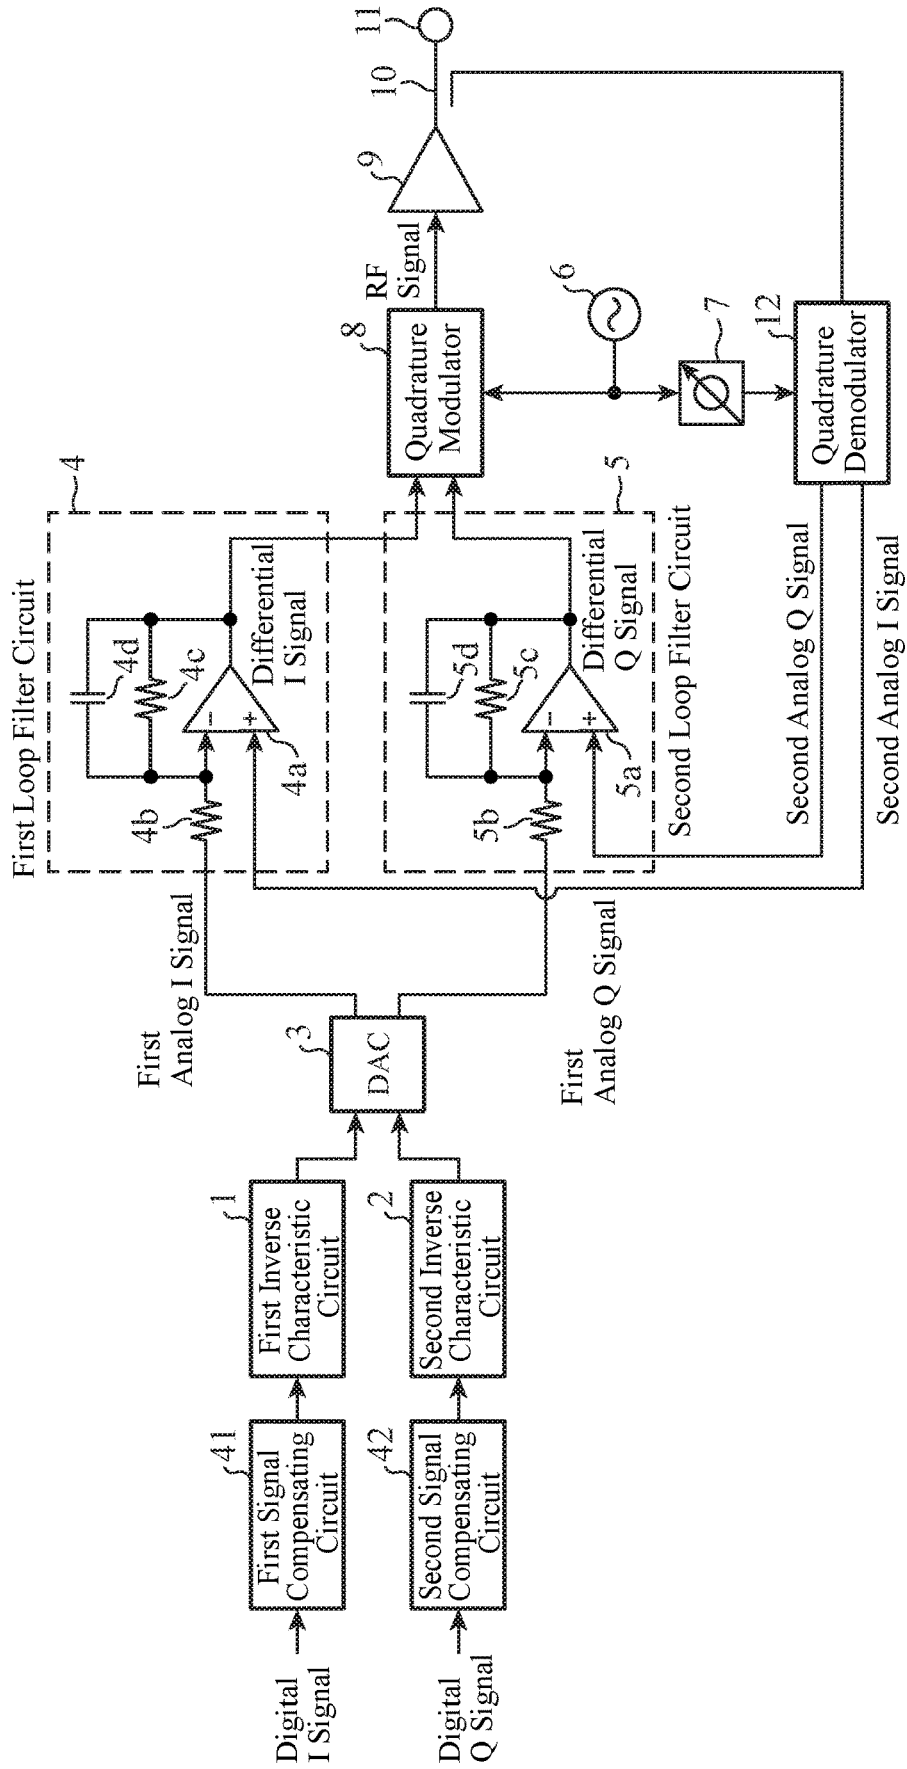 Digital
I Signal
Digital
Q Signal
41
First Signal
Compensating
Circuit
42
Second Signal
Compensating
Circuit
1
First Inverse
Characteristic
Circuit
2
Second Inverse
Characteristic
Circuit
3
DAC
First
Analog I Signal
First
Analog Q Signal
First Loop Filter Circuit
4
4b
4d
4c
-
+
4a
Differential
I Signal
5
5b
5d
5c
-
+
5a
Differential
Q Signal
Second Loop Filter Circuit
Second Analog Q Signal
Second Analog I Signal
8
Quadrature
Modulator
RF
Signal
9
10
11
6
7
12
Quadrature
Demodulator